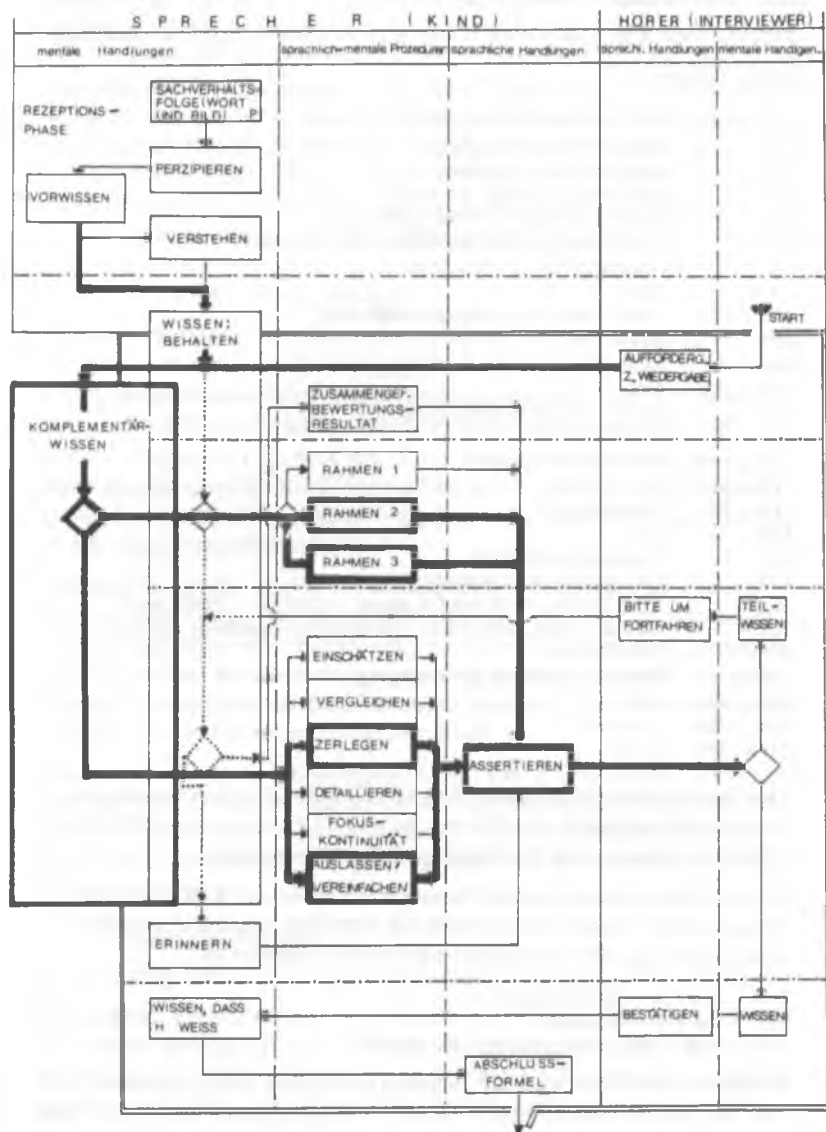 S P R E C H E R (KIND)
HÖRER (INTERVIEWER)
mentale Handlungen
sprachlich-mentale Prozeduren
sprachliche Handlungen
sprachl. Handlungen
mentale Handlgen.
REZEPTIONS-
PHASE
SACHVERHALTS-
FOLGE (WORT
UND BILD) P
PERZIPIEREN
VORWISSEN
VERSTEHEN
WISSEN:
BEHALTEN
START
AUFFORDERG.
Z. WIEDERGABE
KOMPLEMENTÄR-
WISSEN
ZUSAMMENGEF.
BEWERTUNGS-
RESULTAT
RAHMEN 1
RAHMEN 2
RAHMEN 3
BITTE UM
FORTFAHREN
TEIL-
WISSEN
EINSCHÄTZEN
VERGLEICHEN
ZERLEGEN
ASSERTIEREN
DETAILLIEREN
FOKUS-
KONTINUITÄT
AUSLASSEN/
VEREINFACHEN
ERINNERN
WISSEN, DASS
H WEISS
BESTÄTIGEN
WISSEN
ABSCHLUSS-
FORMEL